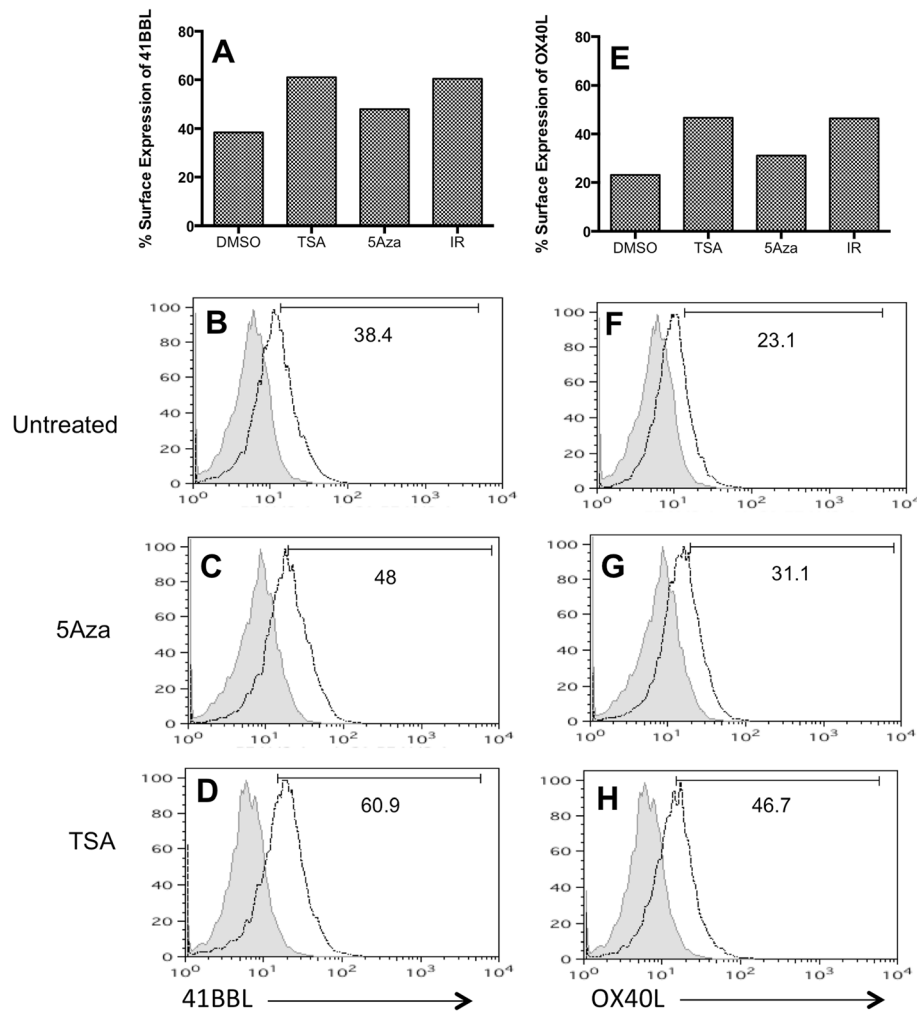 A
% Surface Expression of 41BBL
80
60
40
20
0
DMSO TSA 5Aza IR
E
% Surface Expression of OX40L
80
60
40
20
0
DMSO TSA 5Aza IR
Untreated
B
38.4
100
80
60
40
20
0
10⁰ 10¹ 10² 10³ 10⁴
F
23.1
100
80
60
40
20
0
10⁰ 10¹ 10² 10³ 10⁴
5Aza
C
48
100
80
60
40
20
0
10⁰ 10¹ 10² 10³ 10⁴
G
31.1
100
80
60
40
20
0
10⁰ 10¹ 10² 10³ 10⁴
TSA
D
60.9
100
80
60
40
20
0
10⁰ 10¹ 10² 10³ 10⁴
41BBL
H
46.7
100
80
60
40
20
0
10⁰ 10¹ 10² 10³ 10⁴
OX40L